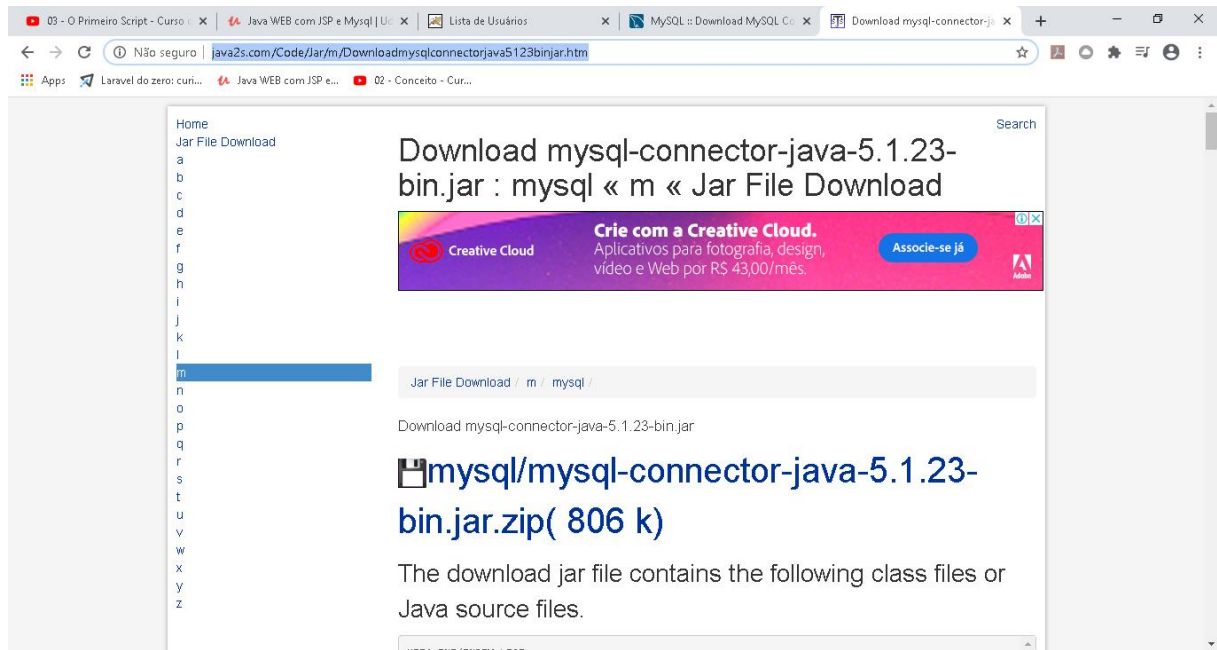 03 - O Primeiro Script - Curso
Java WEB com JSP e Mysql | Ud
Lista de Usuários
MySQL :: Download MySQL Co
Download mysql-connector-ja
Não seguro
java2s.com/Code/Jar/m/Downloadmysqlconnectorjava5123binjar.htm
Apps
Laravel do zero: curi...
Java WEB com JSP e...
02 - Conceito - Cur...
Home
Search
Jar File Download
a
b
c
d
e
f
g
h
i
j
k
l
m
n
o
p
q
r
s
t
u
v
w
x
y
z
Download mysql-connector-java-5.1.23-
bin.jar : mysql « m « Jar File Download
Creative Cloud
Crie com a Creative Cloud.
Aplicativos para fotografia, design,
vídeo e Web por R$ 43,00/mês.
Associe-se já
Adobe
Jar File Download / m / mysql /
Download mysql-connector-java-5.1.23-bin.jar
mysql/mysql-connector-java-5.1.23-
bin.jar.zip( 806 k)
The download jar file contains the following class files or
Java source files.